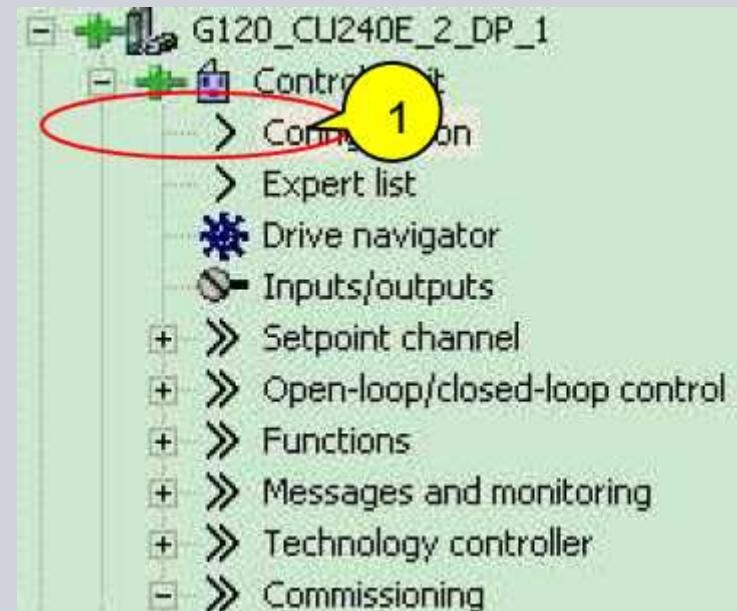 G120_CU240E_2_DP_1
1
Expert list
Drive navigator
Inputs/outputs
Setpoint channel
Open-loop/closed-loop control
Functions
Messages and monitoring
Technology controller
Commissioning